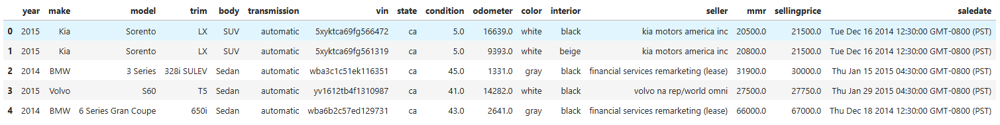 year make model trim body transmission vin state condition odometer color interior seller mmr sellingprice saledate
0 2015 Kia Sorento LX SUV automatic 5xyktca69fg566472 ca 5.0 16639.0 white black kia motors america inc 20500.0 21500.0 Tue Dec 16 2014 12:30:00 GMT-0800 (PST)
1 2015 Kia Sorento LX SUV automatic 5xyktca69fg561319 ca 5.0 9393.0 white beige kia motors america inc 20800.0 21500.0 Tue Dec 16 2014 12:30:00 GMT-0800 (PST)
2 2014 BMW 3 Series 328i SULEV Sedan automatic wba3c1c51ek116351 ca 45.0 1331.0 gray black financial services remarketing (lease) 31900.0 30000.0 Thu Jan 15 2015 04:30:00 GMT-0800 (PST)
3 2015 Volvo S60 T5 Sedan automatic yv1612tb4f1310987 ca 41.0 14282.0 white black volvo na rep/world omni 27500.0 27750.0 Thu Jan 29 2015 04:30:00 GMT-0800 (PST)
4 2014 BMW 6 Series Gran Coupe 650i Sedan automatic wba6b2c57ed129731 ca 43.0 2641.0 gray black financial services remarketing (lease) 66000.0 67000.0 Thu Dec 18 2014 12:30:00 GMT-0800 (PST)